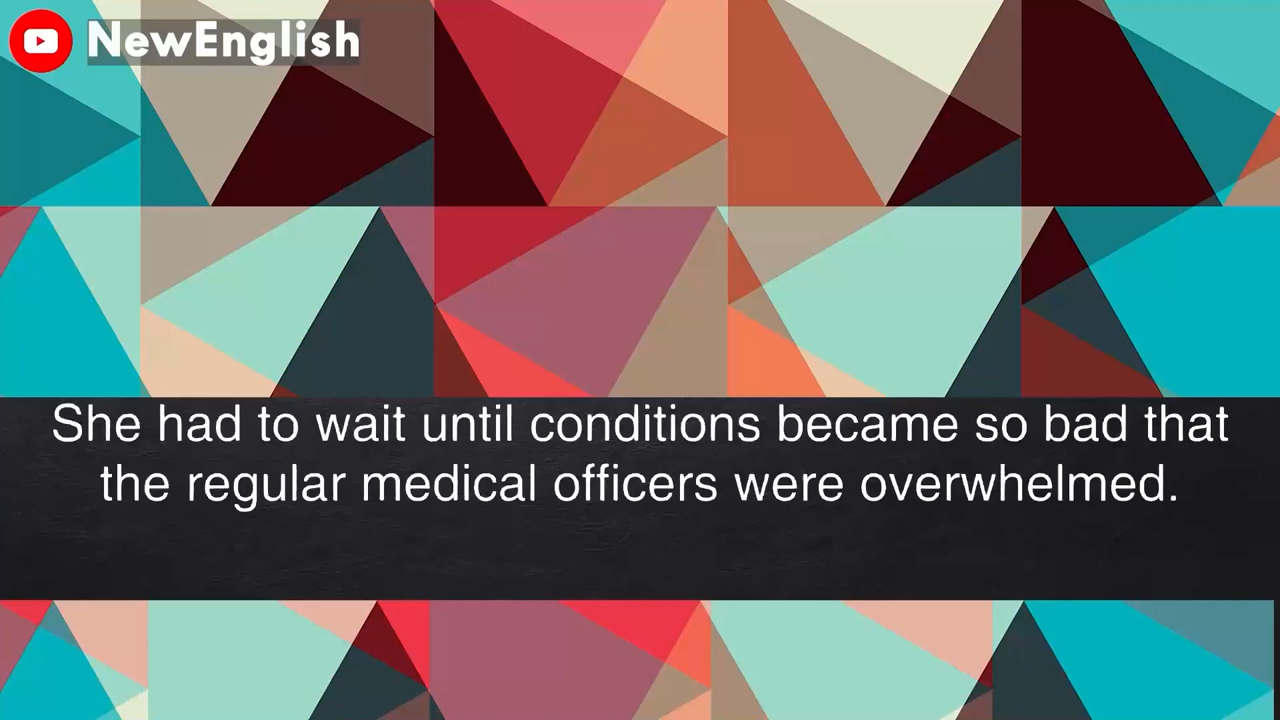 NewEnglish
She had to wait until conditions became so bad that
the regular medical officers were overwhelmed.